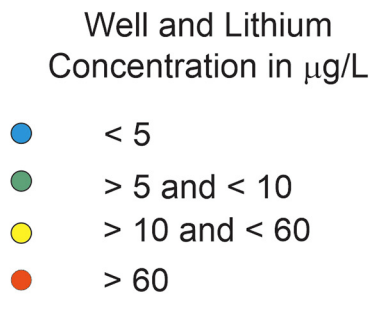 Well and Lithium
Concentration in μg/L
< 5
> 5 and < 10
> 10 and < 60
> 60